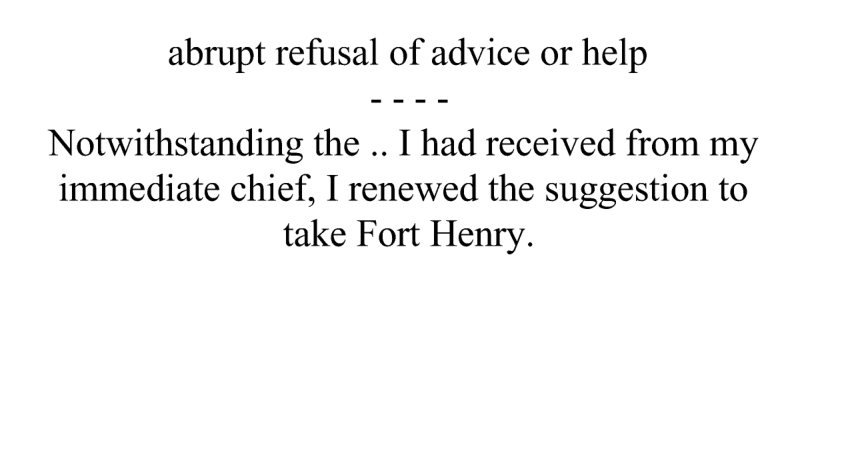 abrupt refusal of advice or help
- - - -
Notwithstanding the .. I had received from my
immediate chief, I renewed the suggestion to
take Fort Henry.